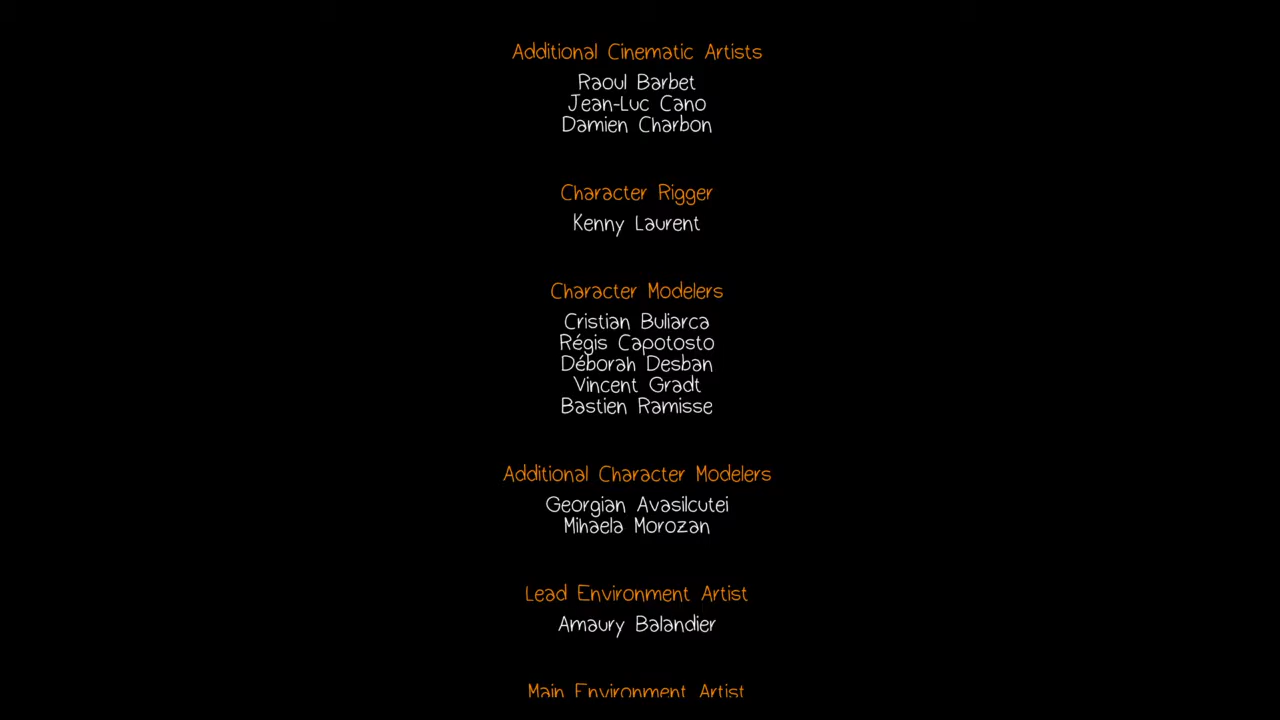 Additional Cinematic Artists
Raoul Barbet
Jean-Luc Cano
Damien Charbon
Character Rigger
Kenny Laurent
Character Modelers
Cristian Buliarca
Régis Capotosto
Déborah Desban
Vincent Gradt
Bastien Ramisse
Additional Character Modelers
Georgian Avasilcutei
Mihaela Morozan
Lead Environment Artist
Amaury Balandier
Main Environment Artist